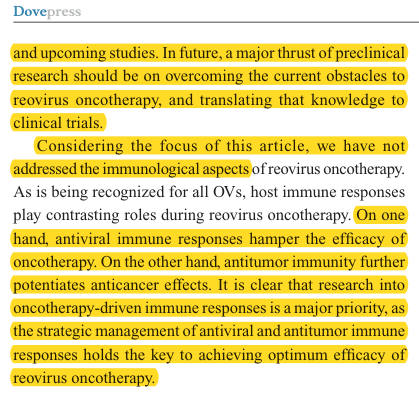 Dovepress
and upcoming studies. In future, a major thrust of preclinical
research should be on overcoming the current obstacles to
reovirus oncotherapy, and translating that knowledge to
clinical trials.
Considering the focus of this article, we have not
addressed the immunological aspects of reovirus oncotherapy.
As is being recognized for all OVs, host immune responses
play contrasting roles during reovirus oncotherapy. On one
hand, antiviral immune responses hamper the efficacy of
oncotherapy. On the other hand, antitumor immunity further
potentiates anticancer effects. It is clear that research into
oncotherapy-driven immune responses is a major priority, as
the strategic management of antiviral and antitumor immune
responses holds the key to achieving optimum efficacy of
reovirus oncotherapy.